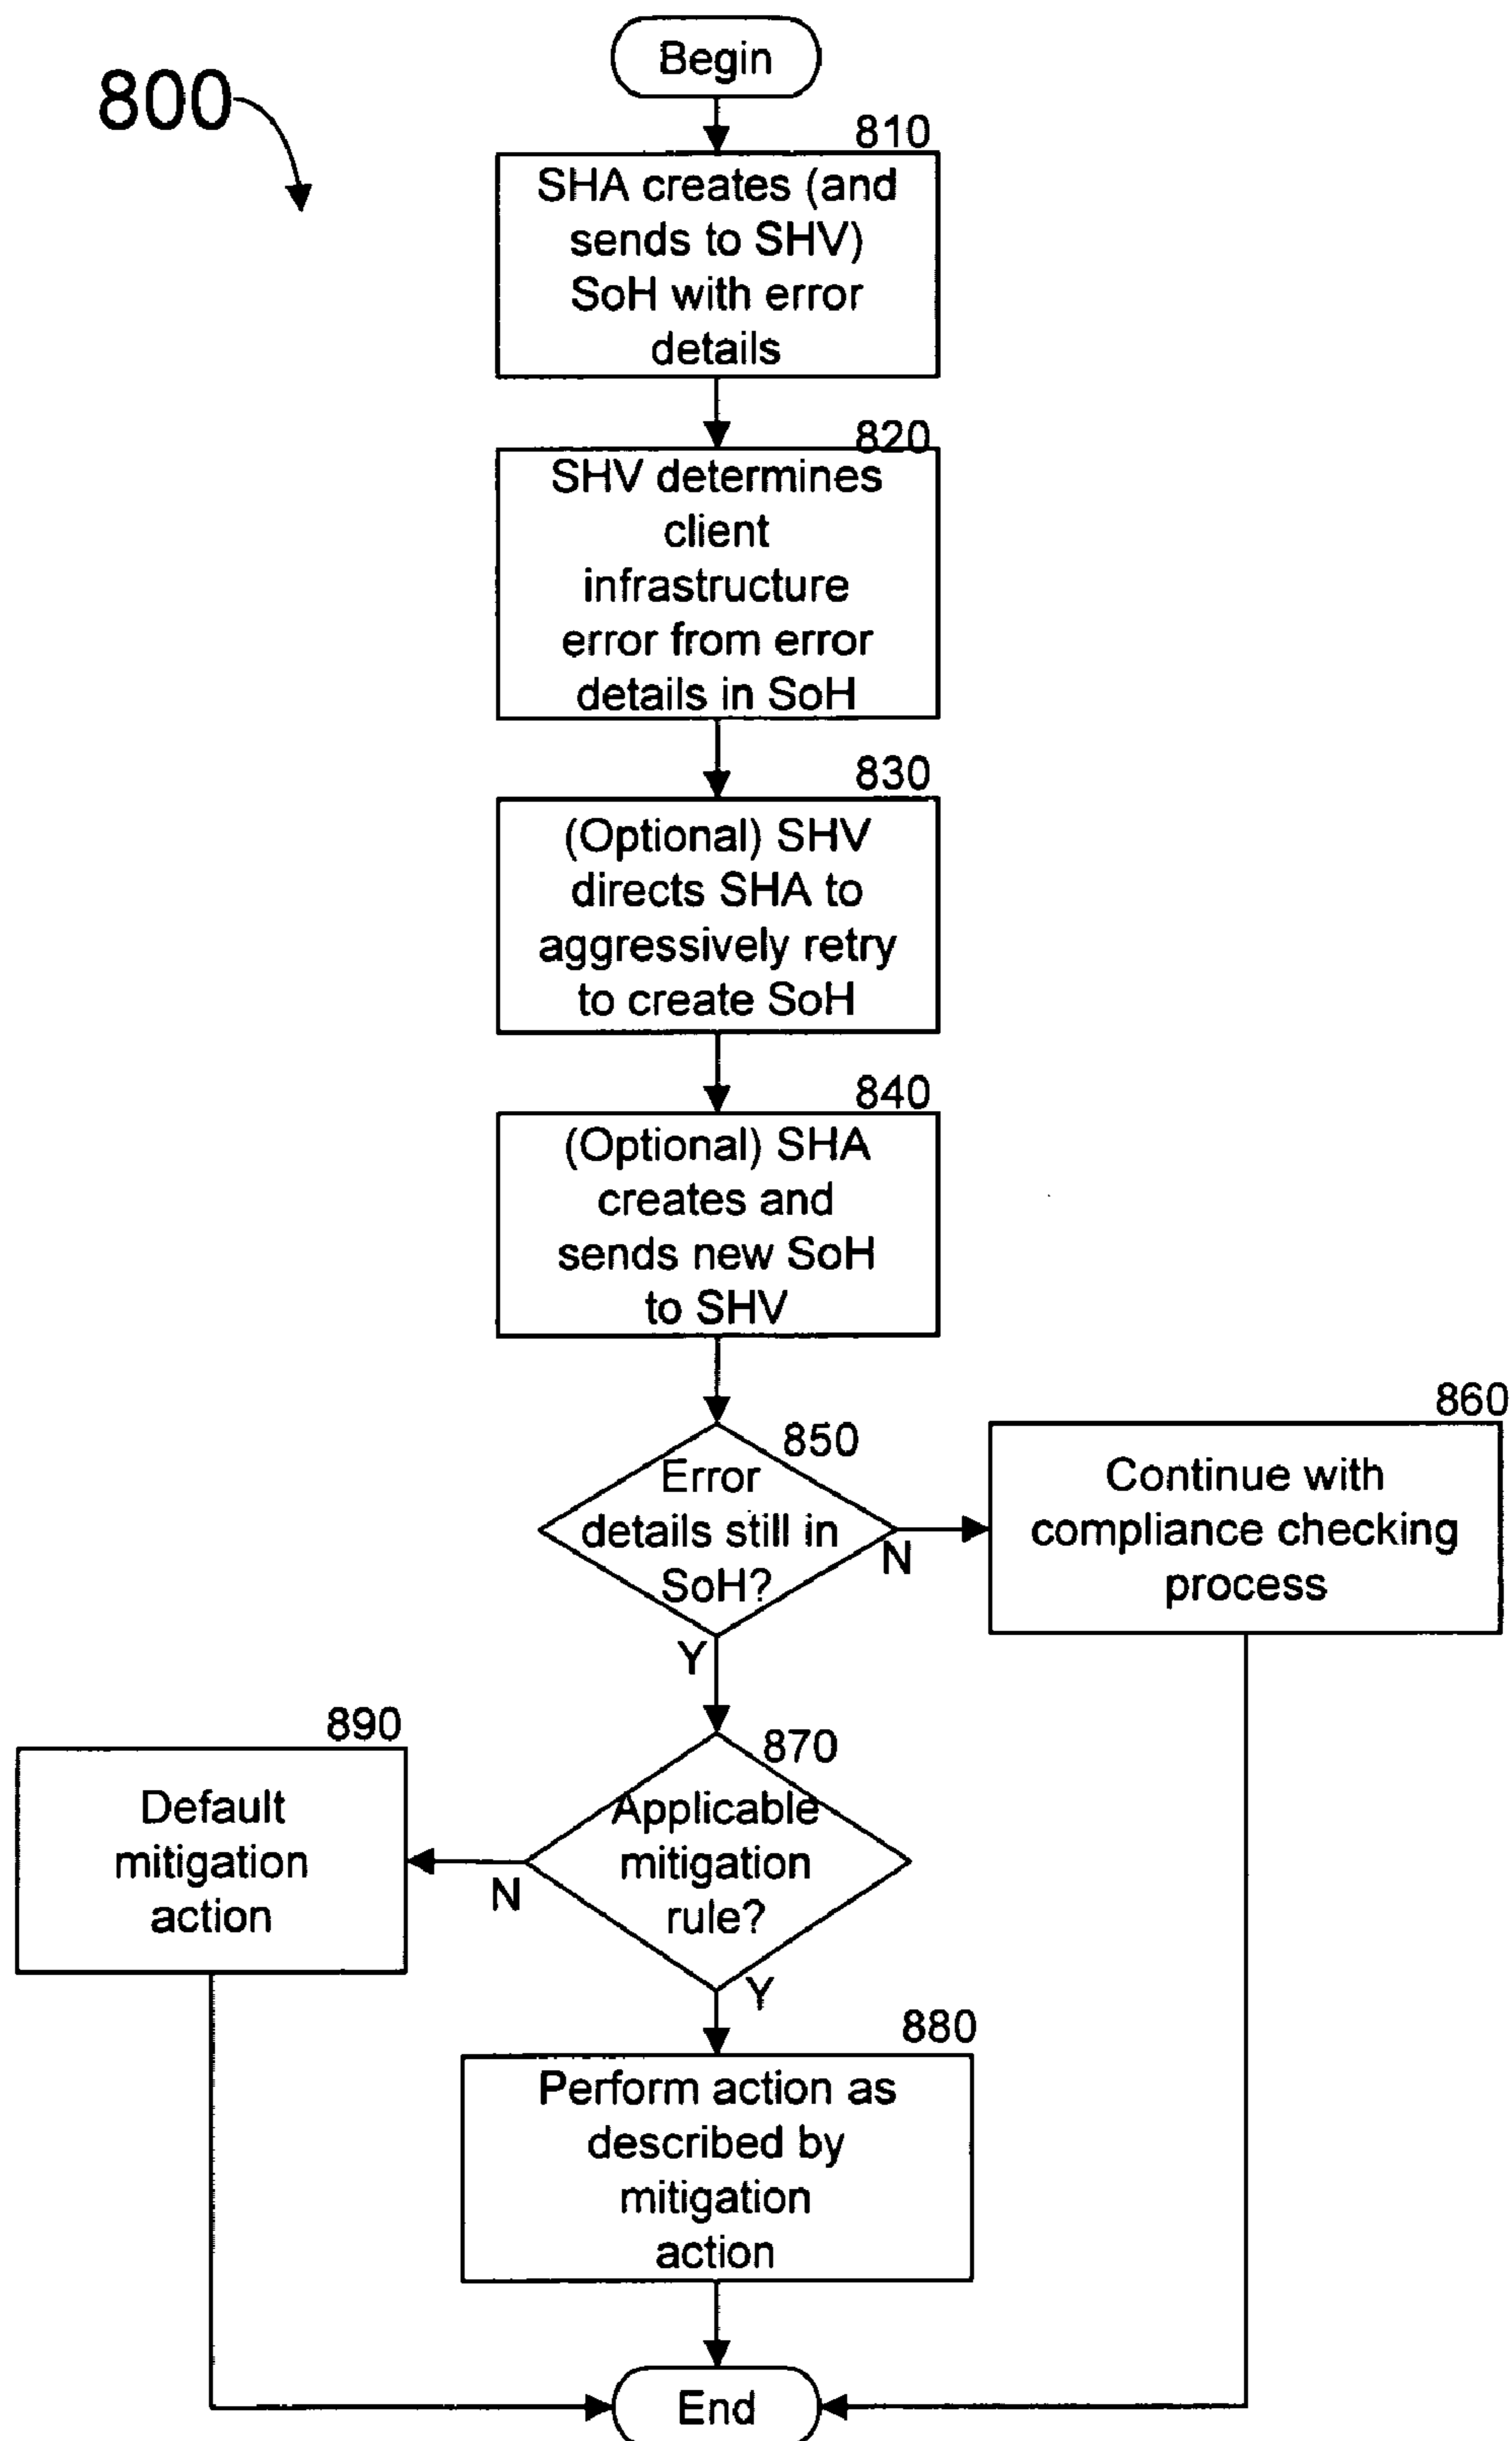 Begin
800
810
SHA creates (and
sends to SHV)
SoH with error
details
820
SHV determines
client
infrastructure
error from error
details in SoH
830
(Optional) SHV
directs SHA to
aggressively retry
to create SoH
840
(Optional) SHA
creates and
sends new SoH
to SHV
850
Error
details still in
SoH?
N
Y
860
Continue with
compliance checking
process
870
Applicable
mitigation
rule?
N
Y
890
Default
mitigation
action
880
Perform action as
described by
mitigation
action
End